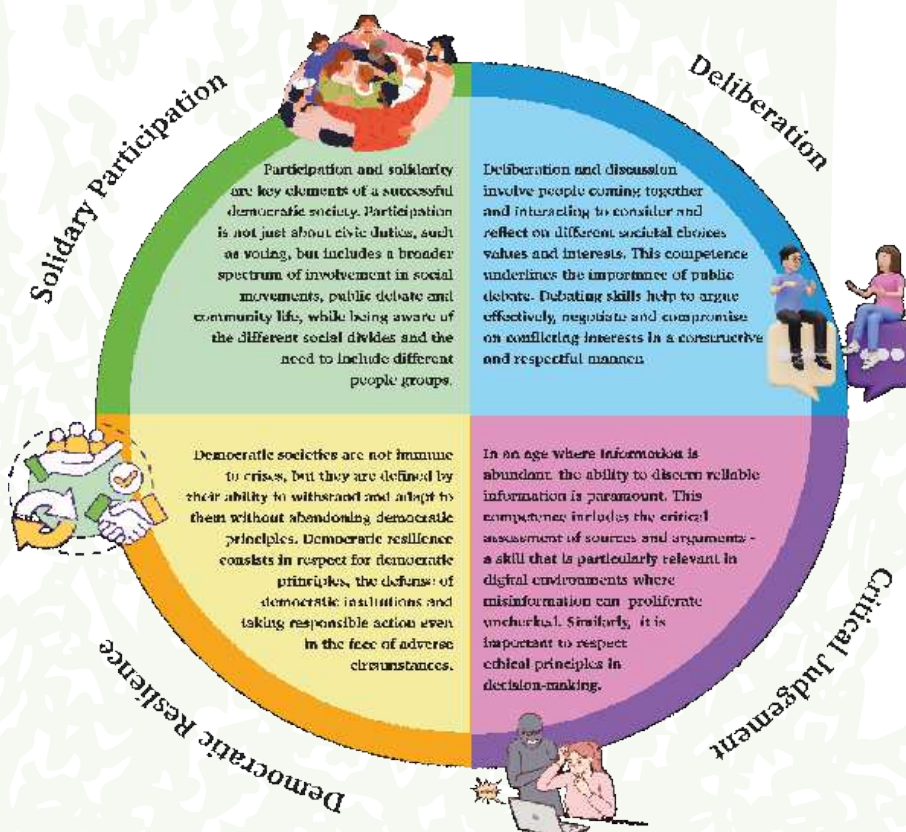 Solidary Participation
Participation and solidarity
are key elements of a successful
democratic society. Participation
is not just about civic duties, such
as voting, but includes a broader
spectrum of involvement in social
movements, public debate and
community life, while being aware of
the different social divides and the
need to include different
people groups.
Deliberation
Deliberation and discussion
involve people coming together
and interacting to consider and
reflect on different societal choices
values and interests. This competence
underlines the importance of public
debate. Debating skills help to argue
effectively, negotiate and compromise
on conflicting interests in a constructive
and respectful manner.
Democratic societies are not immune
to crises, but they are defined by
their ability to withstand and adapt to
them without abandoning democratic
principles. Democratic resilience
consists in respect for democratic
principles, the defense of
democratic institutions and
taking responsible action even
in the face of adverse
circumstances.
Democratic Resilience
In an age where information is
abundant, the ability to discern reliable
information is paramount. This
competence includes the critical
assessment of sources and arguments -
a skill that is particularly relevant in
digital environments where
misinformation can proliferate
unchecked. Similarly, it is
important to respect
ethical principles in
decision-making.
Critical Judgement